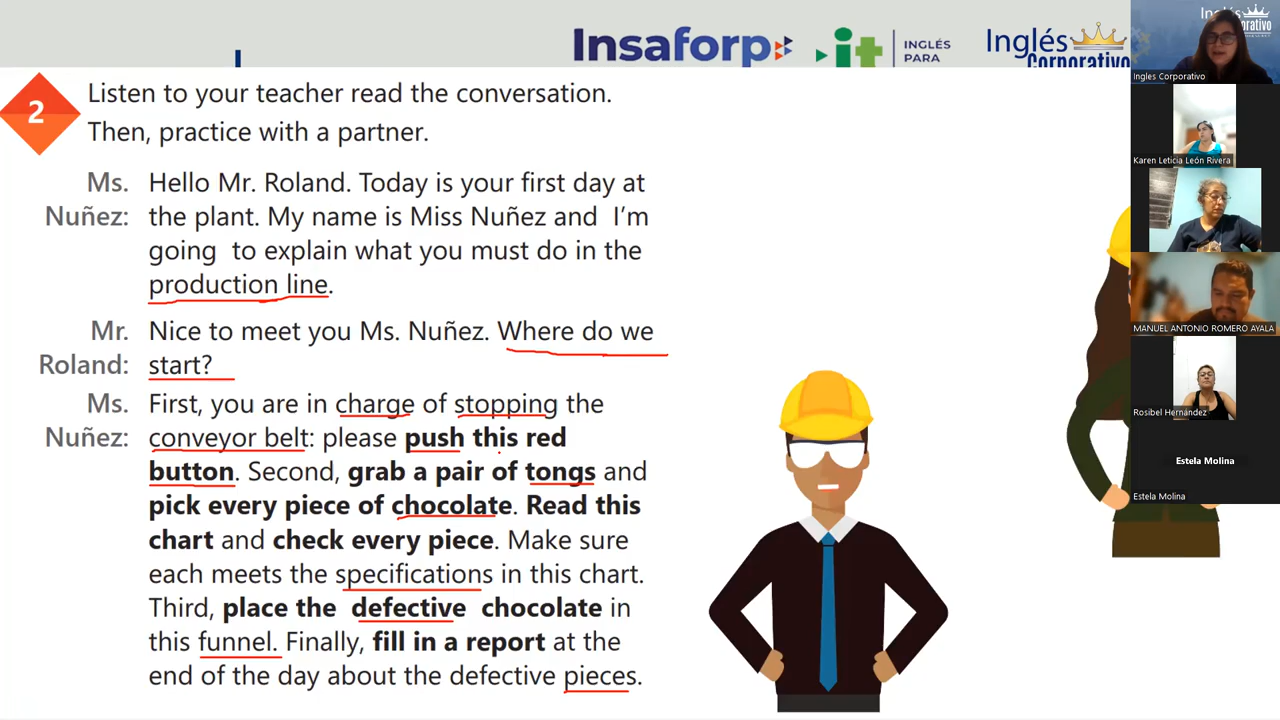 Insaforp
it
INGLÉS
PARA
Inglés
Corporativo
Inglés
2
Listen to your teacher read the conversation.
Then, practice with a partner.
Ms. Hello Mr. Roland. Today is your first day at
Nuñez: the plant. My name is Miss Nuñez and I'm
going to explain what you must do in the
production line.
Mr. Nice to meet you Ms. Nuñez. Where do we
Roland: start?
Ms. First, you are in charge of stopping the
Nuñez: conveyor belt: please push this red
button. Second, grab a pair of tongs and
pick every piece of chocolate. Read this
chart and check every piece. Make sure
each meets the specifications in this chart.
Third, place the defective chocolate in
this funnel. Finally, fill in a report at the
end of the day about the defective pieces.
Ingles Corporativo
Karen Leticia León Rivera
MANUEL ANTONIO ROMERO AYALA
Rosibel Hernández
Estela Molina
Estela Molina